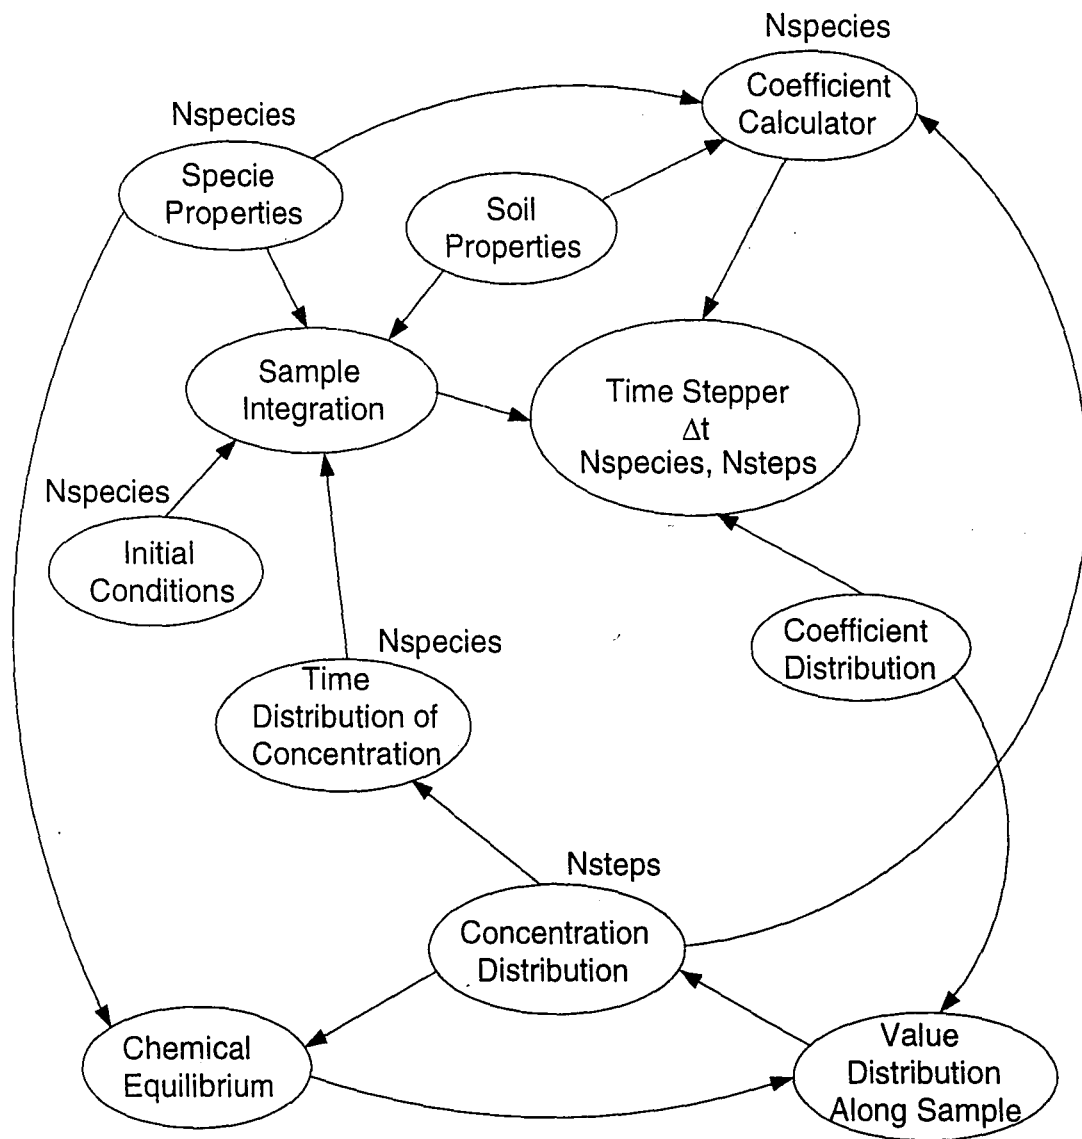 Nspecies
Coefficient
Calculator
Nspecies
Specie
Properties
Soil
Properties
Sample
Integration
Time Stepper
Δt
Nspecies, Nsteps
Nspecies
Initial
Conditions
Coefficient
Distribution
Nspecies
Time
Distribution of
Concentration
Nsteps
Concentration
Distribution
Chemical
Equilibrium
Value
Distribution
Along Sample